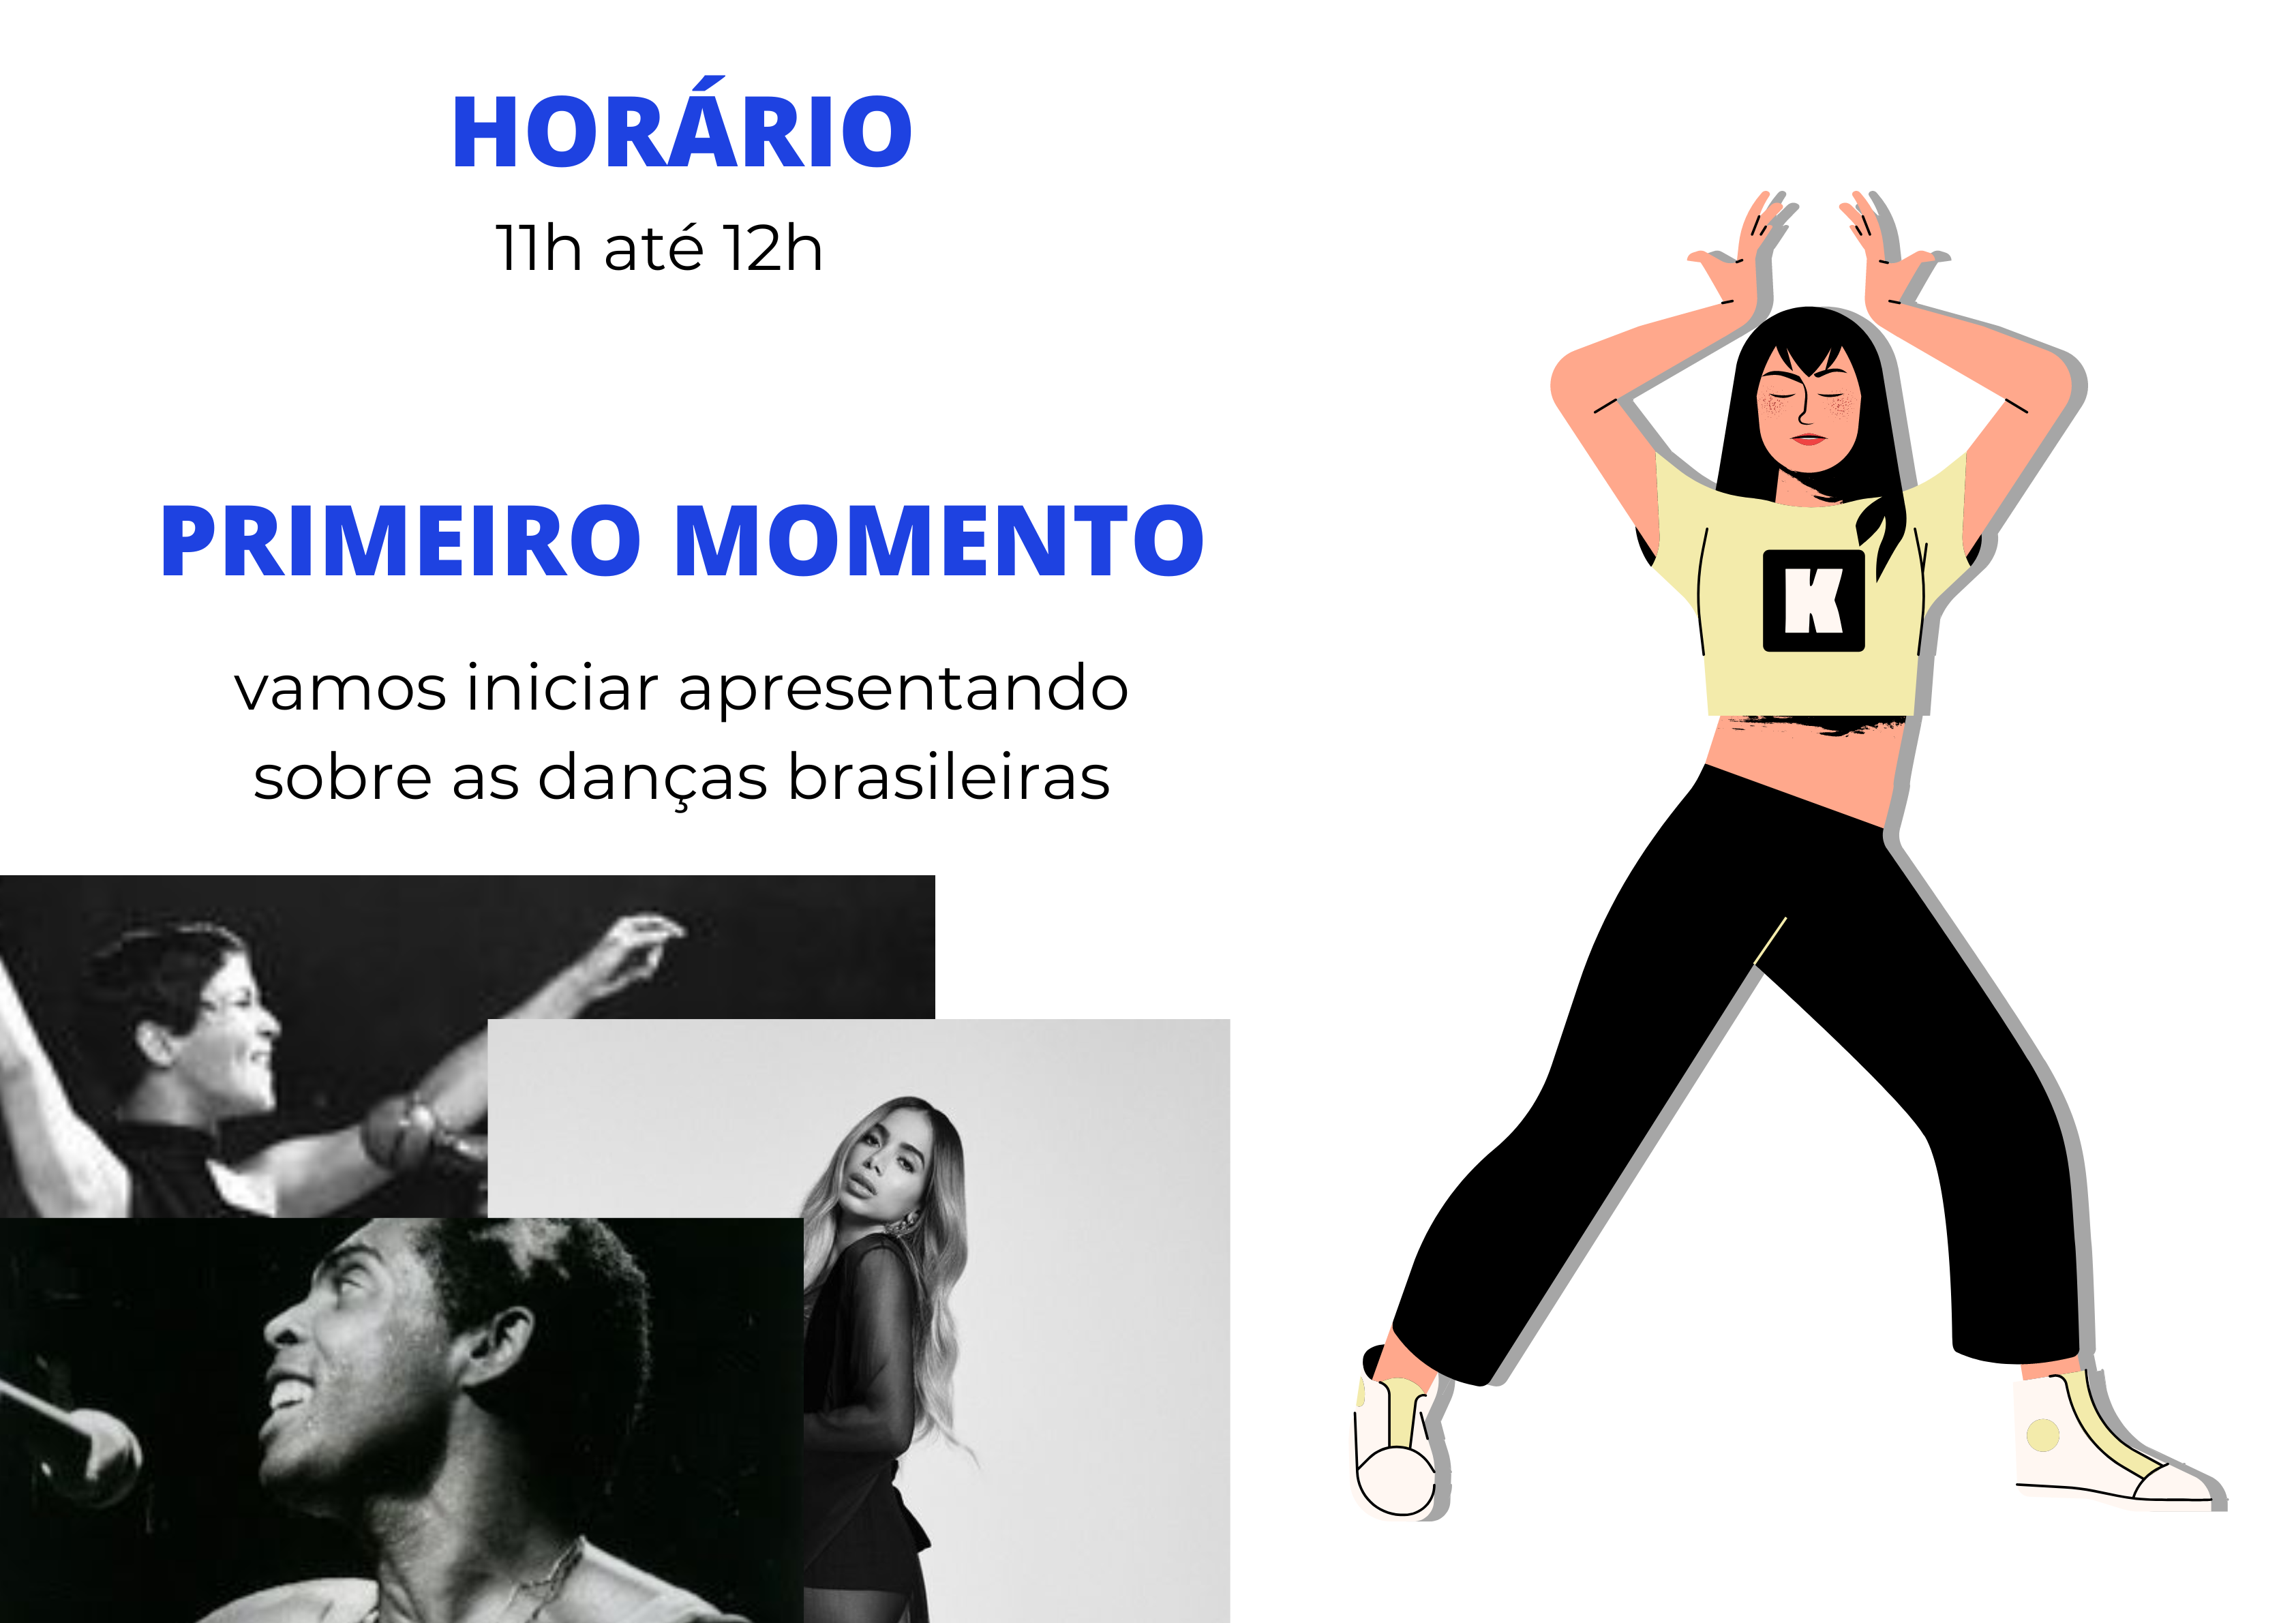 HORÁRIO
11h até 12h
PRIMEIRO MOMENTO
vamos iniciar apresentando
sobre as danças brasileiras
K